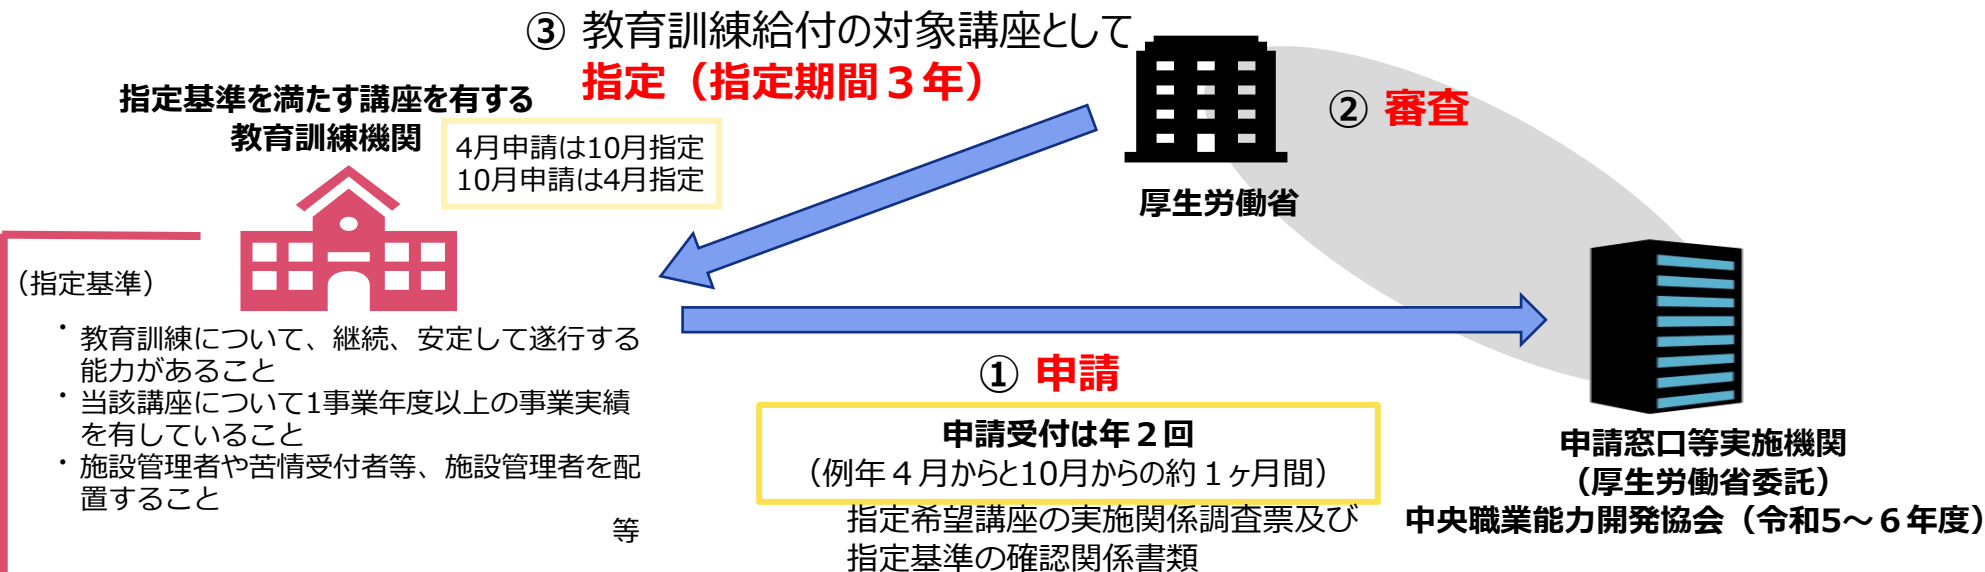 ③ 教育訓練給付の対象講座として
指定（指定期間３年）
指定基準を満たす講座を有する
教育訓練機関
4月申請は10月指定
10月申請は4月指定
② 審査
厚生労働省
（指定基準）
・教育訓練について、継続、安定して遂行する
能力があること
・当該講座について1事業年度以上の事業実績
を有していること
・施設管理者や苦情受付者等、施設管理者を配
置すること
等
① 申請
申請受付は年２回
（例年４月からと10月からの約１ヶ月間）
指定希望講座の実施関係調査票及び
指定基準の確認関係書類
申請窓口等実施機関
（厚生労働省委託）
中央職業能力開発協会（令和5～６年度）